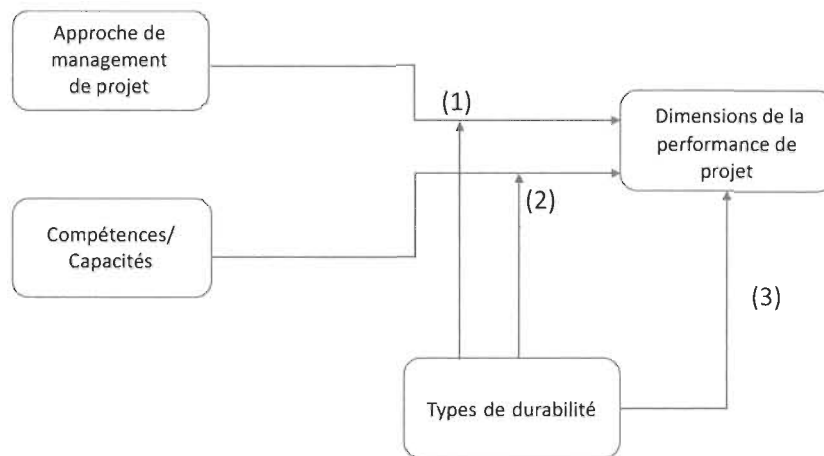 Approche de
management
de projet
(1)
Dimensions de la
performance de
projet
(2)
Compétences/
Capacités
(3)
Types de durabilité